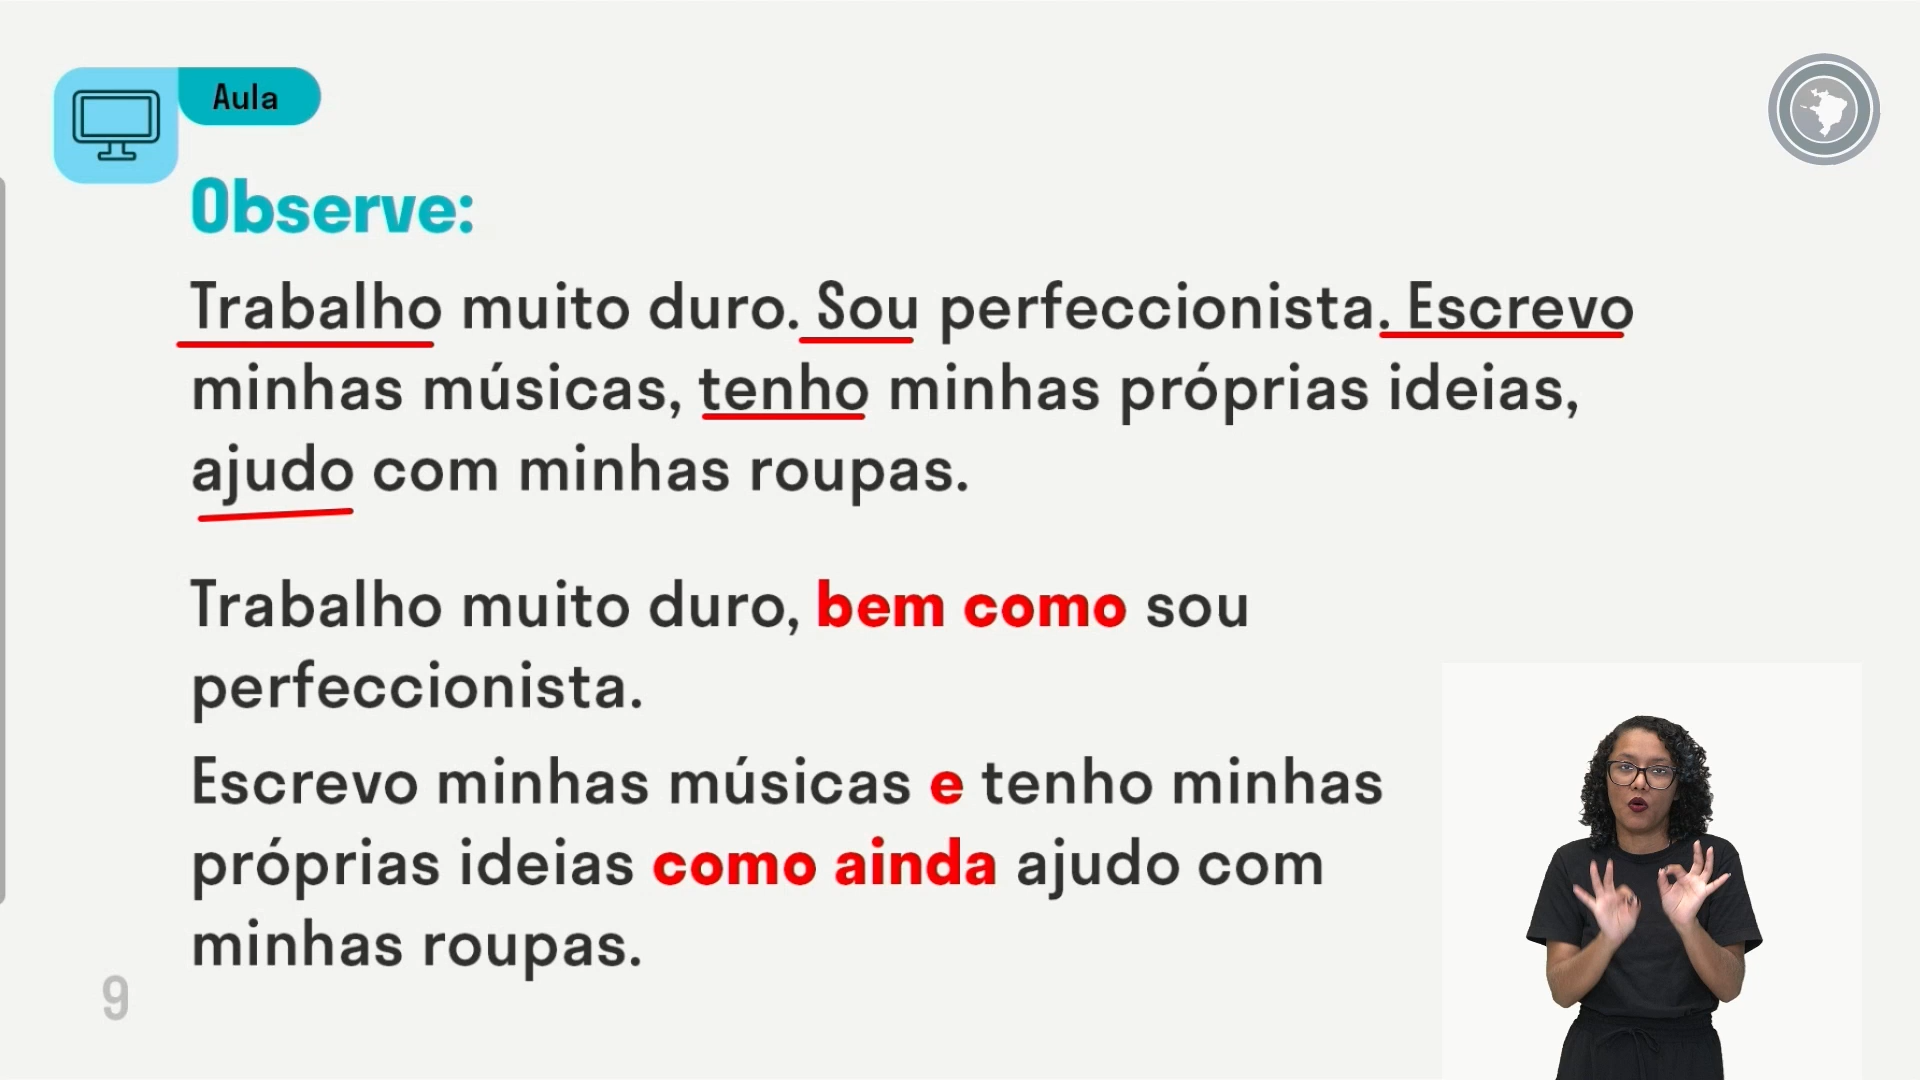 Aula
Observe:
Trabalho muito duro. Sou perfeccionista. Escrevo
minhas músicas, tenho minhas próprias ideias,
ajudo com minhas roupas.
Trabalho muito duro, bem como sou
perfeccionista.
Escrevo minhas músicas e tenho minhas
próprias ideias como ainda ajudo com
minhas roupas.
9